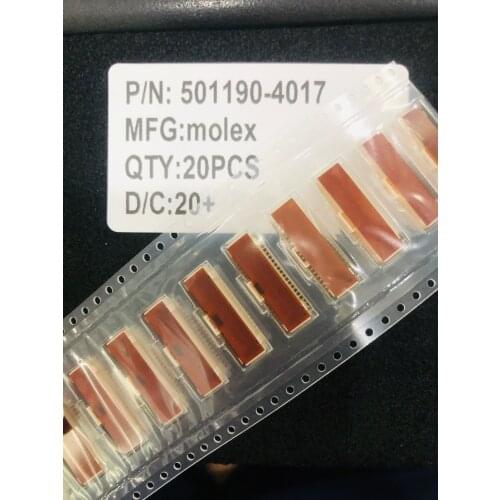 P/N: 501190-4017
MFG:molex
QTY:20PCS
D/C:20+